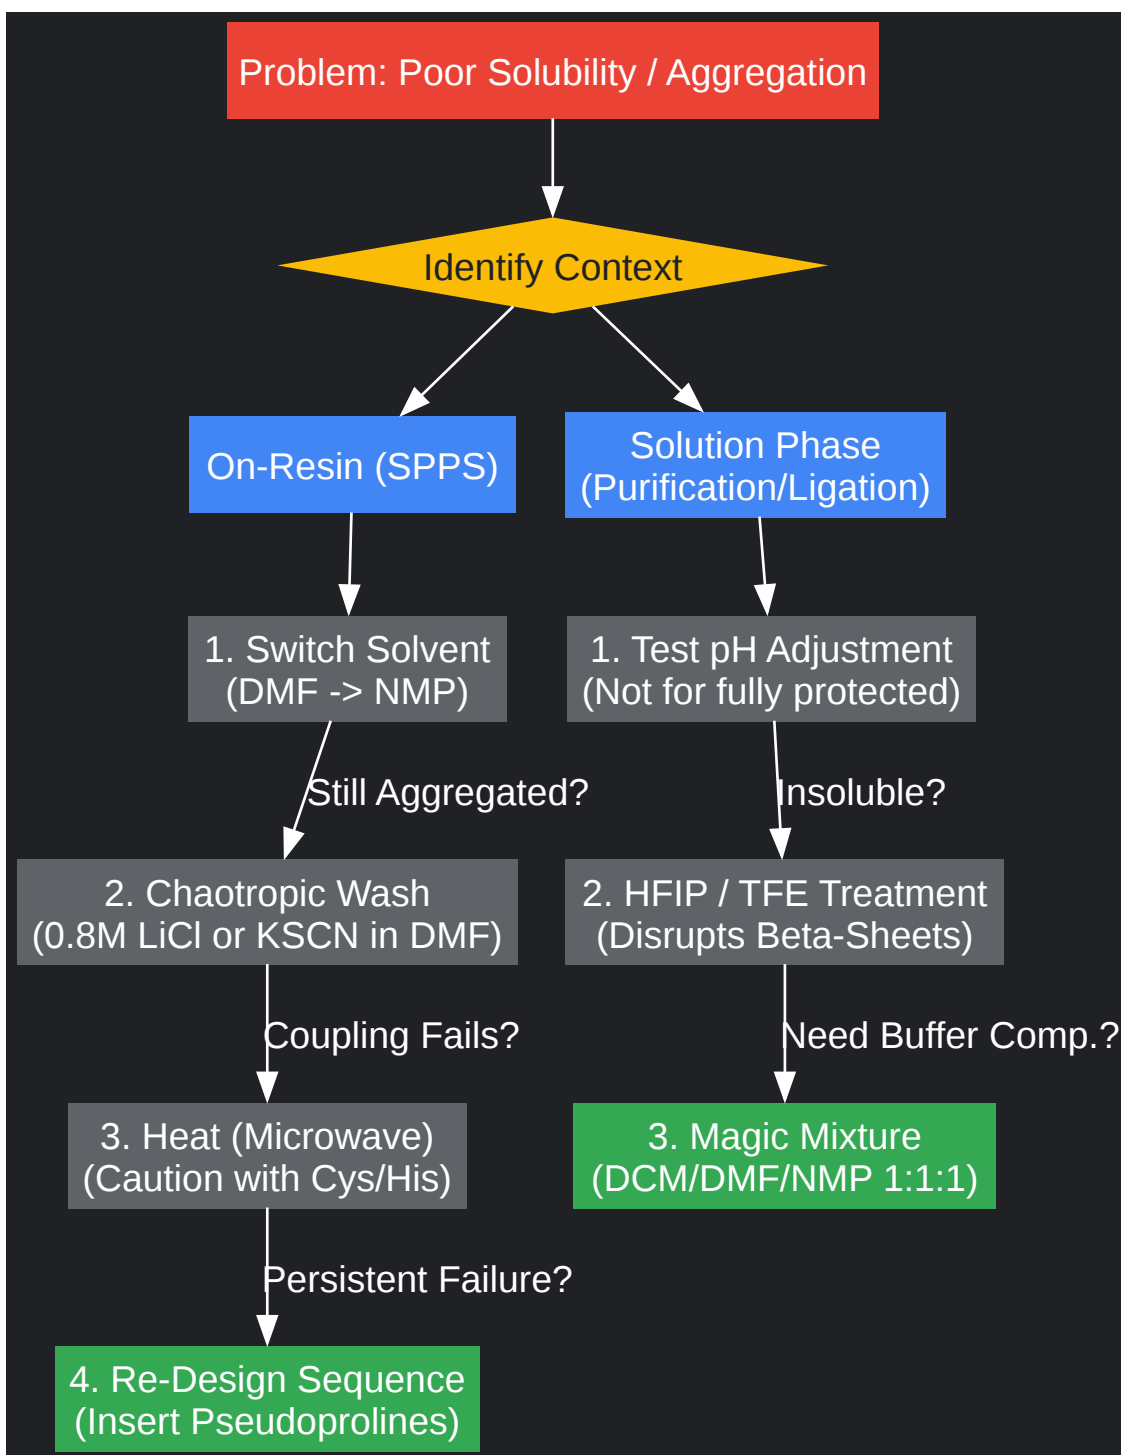 Problem: Poor Solubility / Aggregation
Identify Context
On-Resin (SPPS)
Solution Phase
(Purification/Ligation)
1. Switch Solvent
(DMF -> NMP)
1. Test pH Adjustment
(Not for fully protected)
Still Aggregated?
Insoluble?
2. Chaotropic Wash
(0.8M LiCl or KSCN in DMF)
2. HFIP / TFE Treatment
(Disrupts Beta-Sheets)
Coupling Fails?
Need Buffer Comp.?
3. Heat (Microwave)
(Caution with Cys/His)
3. Magic Mixture
(DCM/DMF/NMP 1:1:1)
Persistent Failure?
4. Re-Design Sequence
(Insert Pseudoprolines)